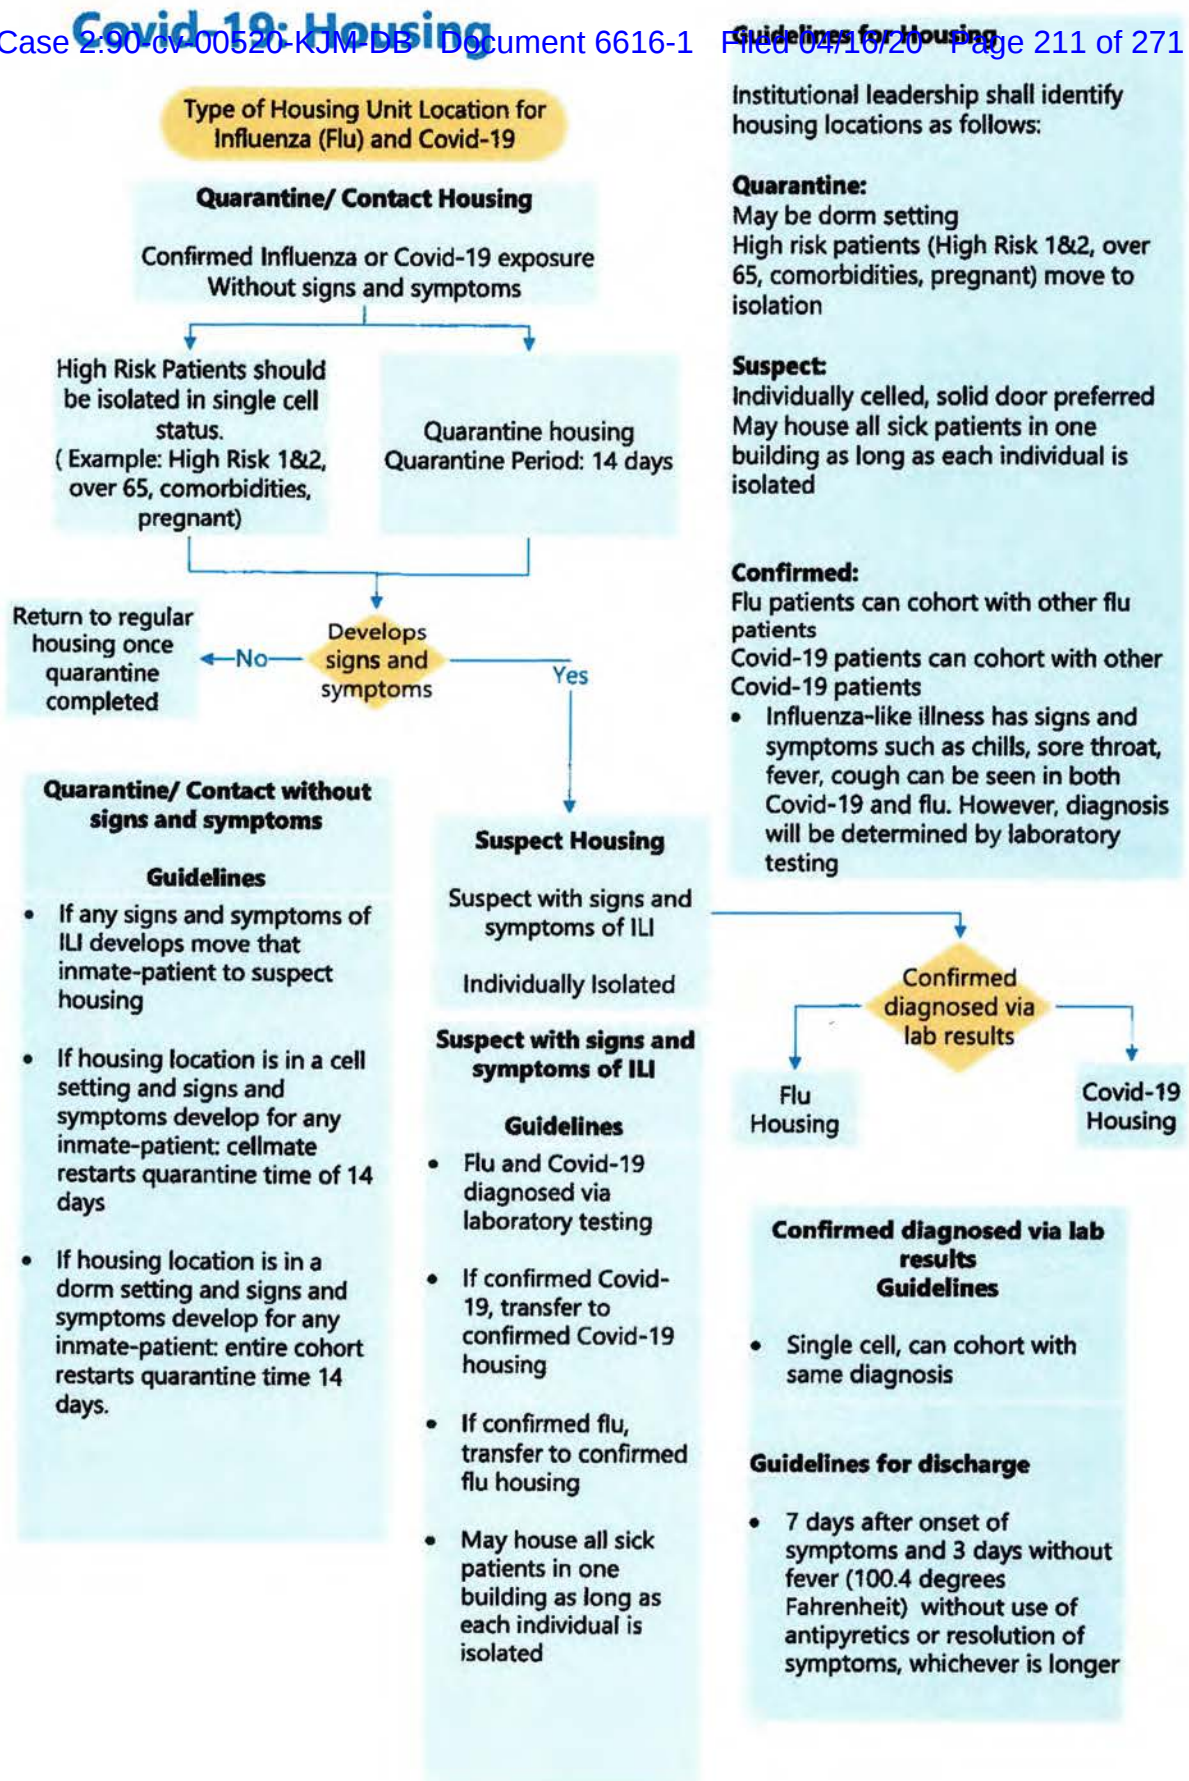 Covid-19: Housing
Case 2:90-cv-00520-KJM-DB Document 6616-1 Filed 04/16/20 Page 211 of 271
Type of Housing Unit Location for
Influenza (Flu) and Covid-19
Quarantine/ Contact Housing
Confirmed Influenza or Covid-19 exposure
Without signs and symptoms
High Risk Patients should
be isolated in single cell
status.
( Example: High Risk 1&2,
over 65, comorbidities,
pregnant)
Quarantine housing
Quarantine Period: 14 days
Develops
signs and
symptoms
No
Return to regular
housing once
quarantine
completed
Yes
Quarantine/ Contact without
signs and symptoms
Guidelines
• If any signs and symptoms of
ILI develops move that
inmate-patient to suspect
housing
• If housing location is in a cell
setting and signs and
symptoms develop for any
inmate-patient: cellmate
restarts quarantine time of 14
days
• If housing location is in a
dorm setting and signs and
symptoms develop for any
inmate-patient: entire cohort
restarts quarantine time 14
days.
Suspect Housing
Suspect with signs and
symptoms of ILI
Individually Isolated
Suspect with signs and
symptoms of ILI
Guidelines
• Flu and Covid-19
diagnosed via
laboratory testing
• If confirmed Covid-
19, transfer to
confirmed Covid-19
housing
• If confirmed flu,
transfer to confirmed
flu housing
• May house all sick
patients in one
building as long as
each individual is
isolated
Guidelines for Housing
Institutional leadership shall identify
housing locations as follows:
Quarantine:
May be dorm setting
High risk patients (High Risk 1&2, over
65, comorbidities, pregnant) move to
isolation
Suspect:
Individually celled, solid door preferred
May house all sick patients in one
building as long as each individual is
isolated
Confirmed:
Flu patients can cohort with other flu
patients
Covid-19 patients can cohort with other
Covid-19 patients
• Influenza-like illness has signs and
symptoms such as chills, sore throat,
fever, cough can be seen in both
Covid-19 and flu. However, diagnosis
will be determined by laboratory
testing
Confirmed
diagnosed via
lab results
Flu
Housing
Covid-19
Housing
Confirmed diagnosed via lab
results
Guidelines
• Single cell, can cohort with
same diagnosis
Guidelines for discharge
• 7 days after onset of
symptoms and 3 days without
fever (100.4 degrees
Fahrenheit) without use of
antipyretics or resolution of
symptoms, whichever is longer